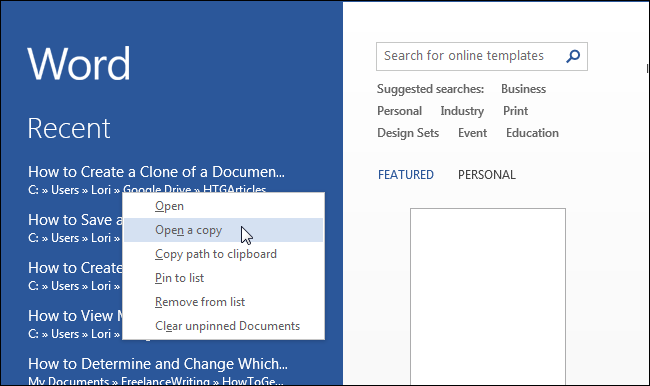 Word
Search for online templates
Suggested searches: Business
Personal Industry Print
Design Sets Event Education
Recent
FEATURED PERSONAL
How to Create a Clone of a Documen...
C: » Users » Lori » Google Drive » HTGArticles
How to Save a
C: » Users » Lori »
How to Create
C: » Users » Lori »
How to View
C: » Users » Lori »
How to Determine and Change Which...
My Documents » FreelanceWriting » HowToGe...
Open
Open a copy
Copy path to clipboard
Pin to list
Remove from list
Clear unpinned Documents